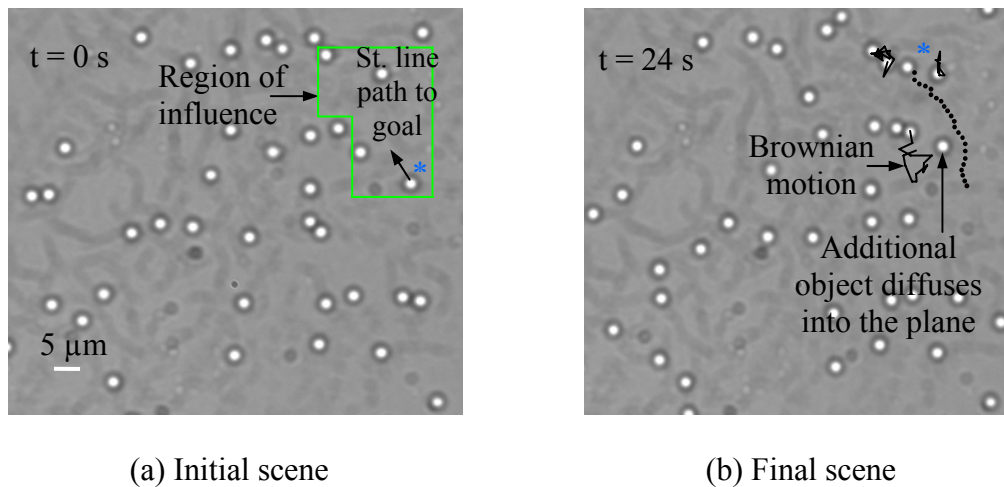 t = 0 s
Region of
influence
St. line
path to
goal
*
5 µm
t = 24 s
*
Brownian
motion
Additional
object diffuses
into the plane
(a) Initial scene
(b) Final scene